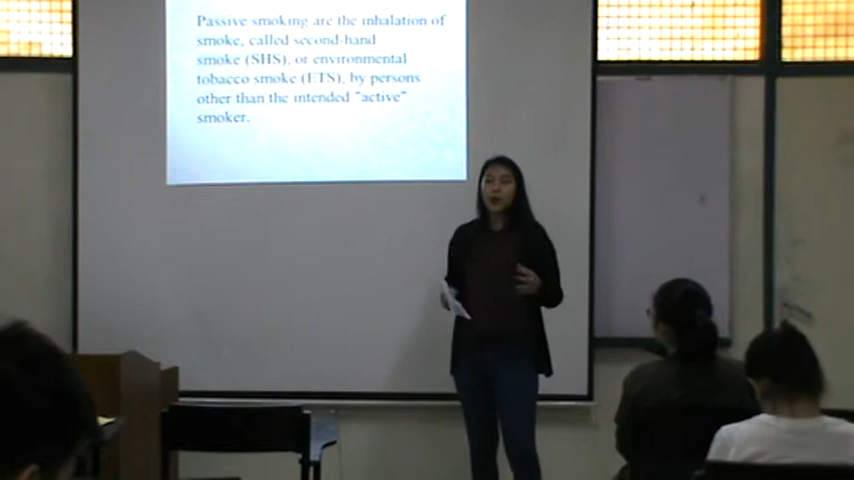 Passive smoking are the inhalation of
smoke, called second-hand
smoke (SHS), or environmental
tobacco smoke (ETS), by persons
other than the intended "active"
smoker.